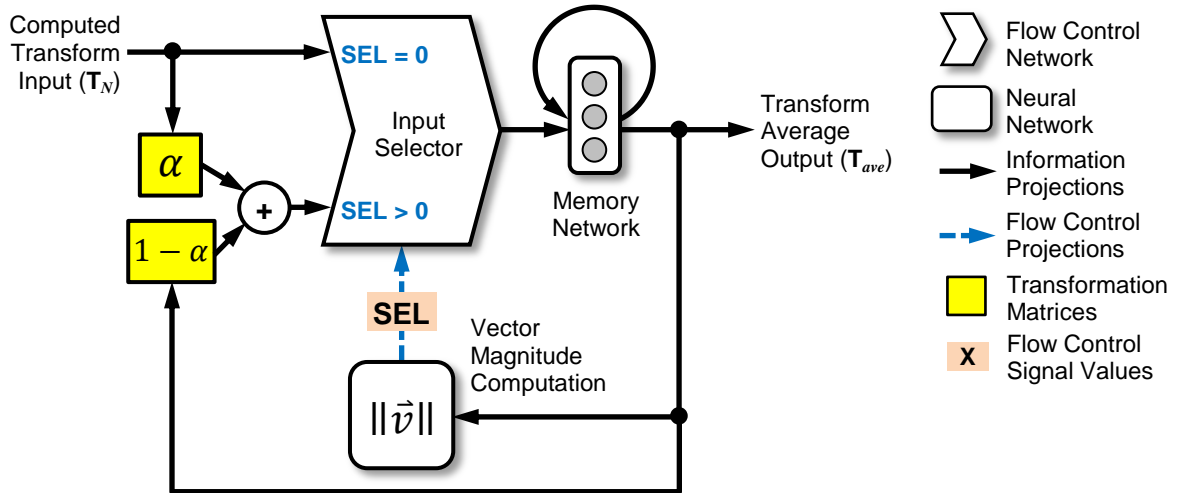 Computed
Transform
Input (T_N)
SEL = 0
Input
Selector
SEL > 0
α
1 − α
+
SEL
||v⃗||
Vector
Magnitude
Computation
Memory
Network
Transform
Average
Output (T_ave)
Flow Control
Network
Neural
Network
Information
Projections
Flow Control
Projections
Transformation
Matrices
X
Flow Control
Signal Values